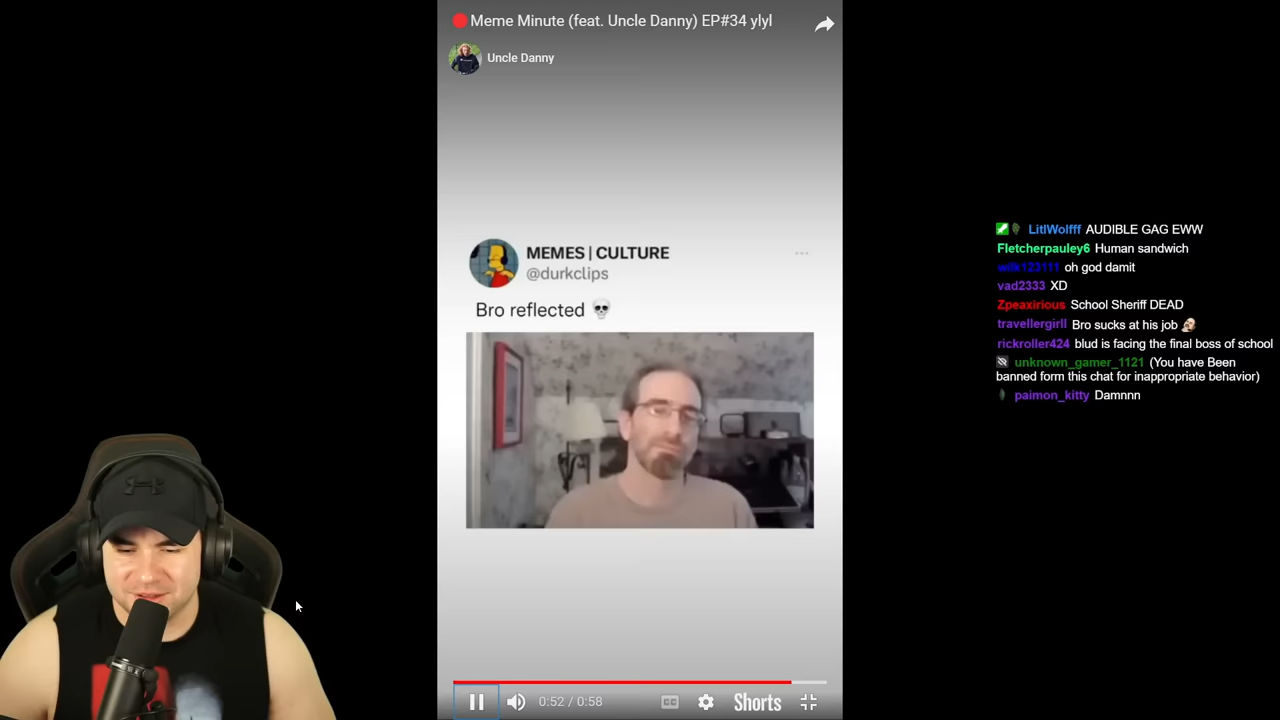 Meme Minute (feat. Uncle Danny) EP#34 ylyl
Uncle Danny
MEMES | CULTURE
@durkclips
Bro reflected 💀
0:52 / 0:58
CC
Shorts
LitlWolfff AUDIBLE GAG EWW
Fletcherpauley6 Human sandwich
wilk123111 oh god damit
vad2333 XD
Zpeaxirious School Sheriff DEAD
travellergirll Bro sucks at his job
rickroller424 blud is facing the final boss of school
unknown_gamer_1121 (You have Been
banned form this chat for inappropriate behavior)
paimon_kitty Damnnn